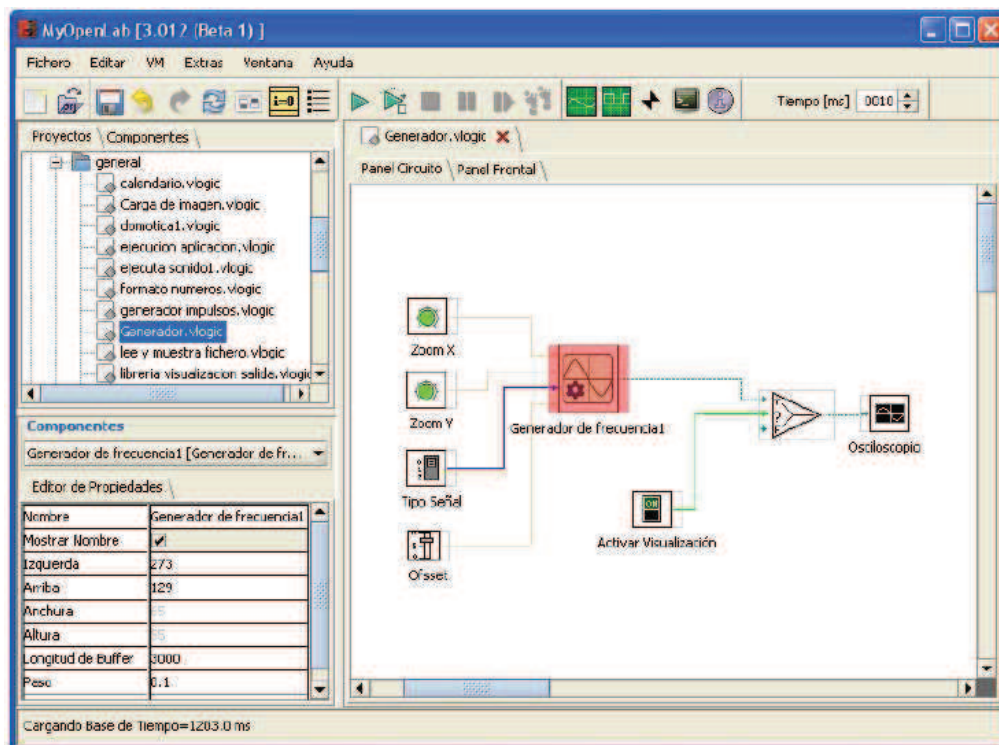 MyOpenLab [3.012 (Beta 1) ]
Fichero Editar VM Extras Ventana Ayuda
i=0
Tiempo [ms] 0010
Proyectos Componentes
general
calendario.vlogic
Carga de imagen.vlogic
domotica1.vlogic
ejecucion aplicacion.vlogic
ejecuta sonido1.vlogic
formato numeros.vlogic
generador impulsos.vlogic
Generador.vlogic
lee y muestra fichero.vlogic
libreria visualizacion salida.vlogic
Componentes
Generador de frecuencia1 [Generador de fr...
Editor de Propiedades
Nombre Generador de frecuencia1
Mostrar Nombre
Izquierda 273
Arriba 129
Anchura
Altura
Longitud de Buffer 3000
Paso 0.1
Generador.vlogic
Panel Circuito Panel Frontal
Zoom X
Zoom Y
Generador de frecuencia1
Tipo Señal
Osciloscopio
ON
Activar Visualización
Ofsset
Cargando Base de Tiempo=1203.0 ms